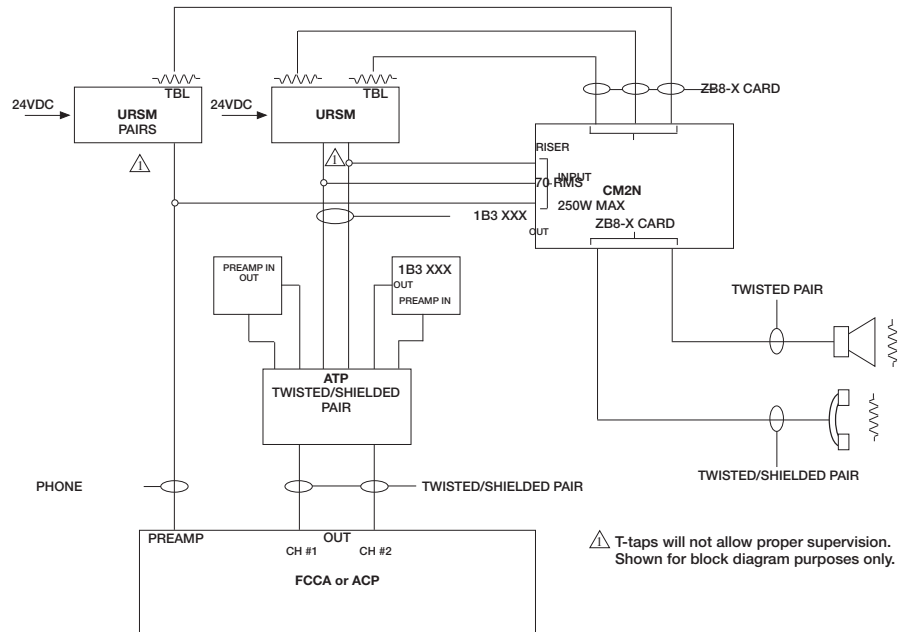 TBL
TBL
ZB8-X CARD
24VDC
URSM
PAIRS
24VDC
URSM
1
1
RISER
INPUT
70 RMS
CM2N
250W MAX
1B3 XXX
OUT
ZB8-X CARD
PREAMP IN
OUT
1B3 XXX
OUT
PREAMP IN
TWISTED PAIR
ATP
TWISTED/SHIELDED
PAIR
PHONE
TWISTED/SHIELDED PAIR
TWISTED/SHIELDED PAIR
PREAMP
OUT
CH #1
CH #2
FCCA or ACP
1 T-taps will not allow proper supervision.
Shown for block diagram purposes only.